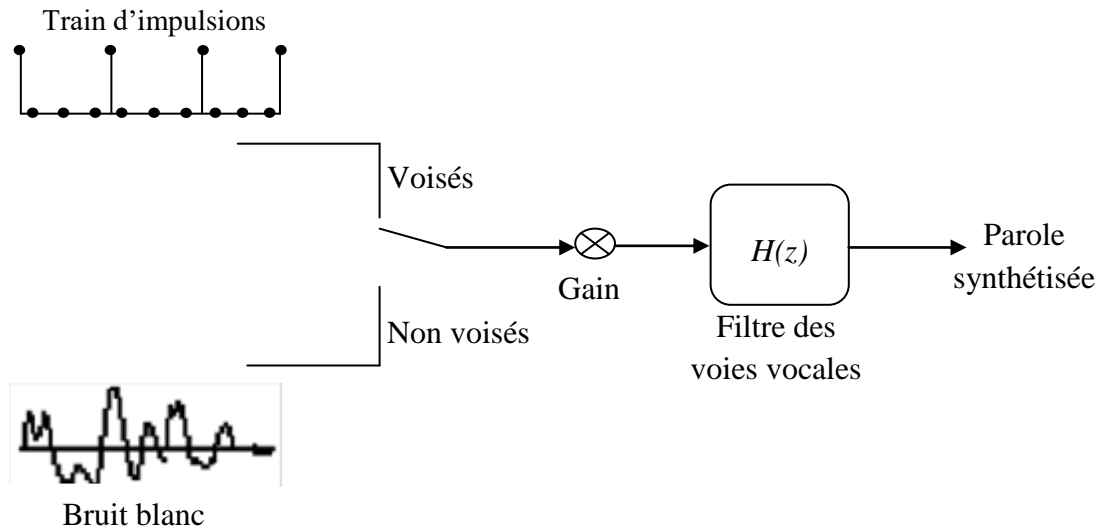 Train d’impulsions
Voisés
Gain
H(z)
Parole
synthétisée
Non voisés
Filtre des
voies vocales
Bruit blanc